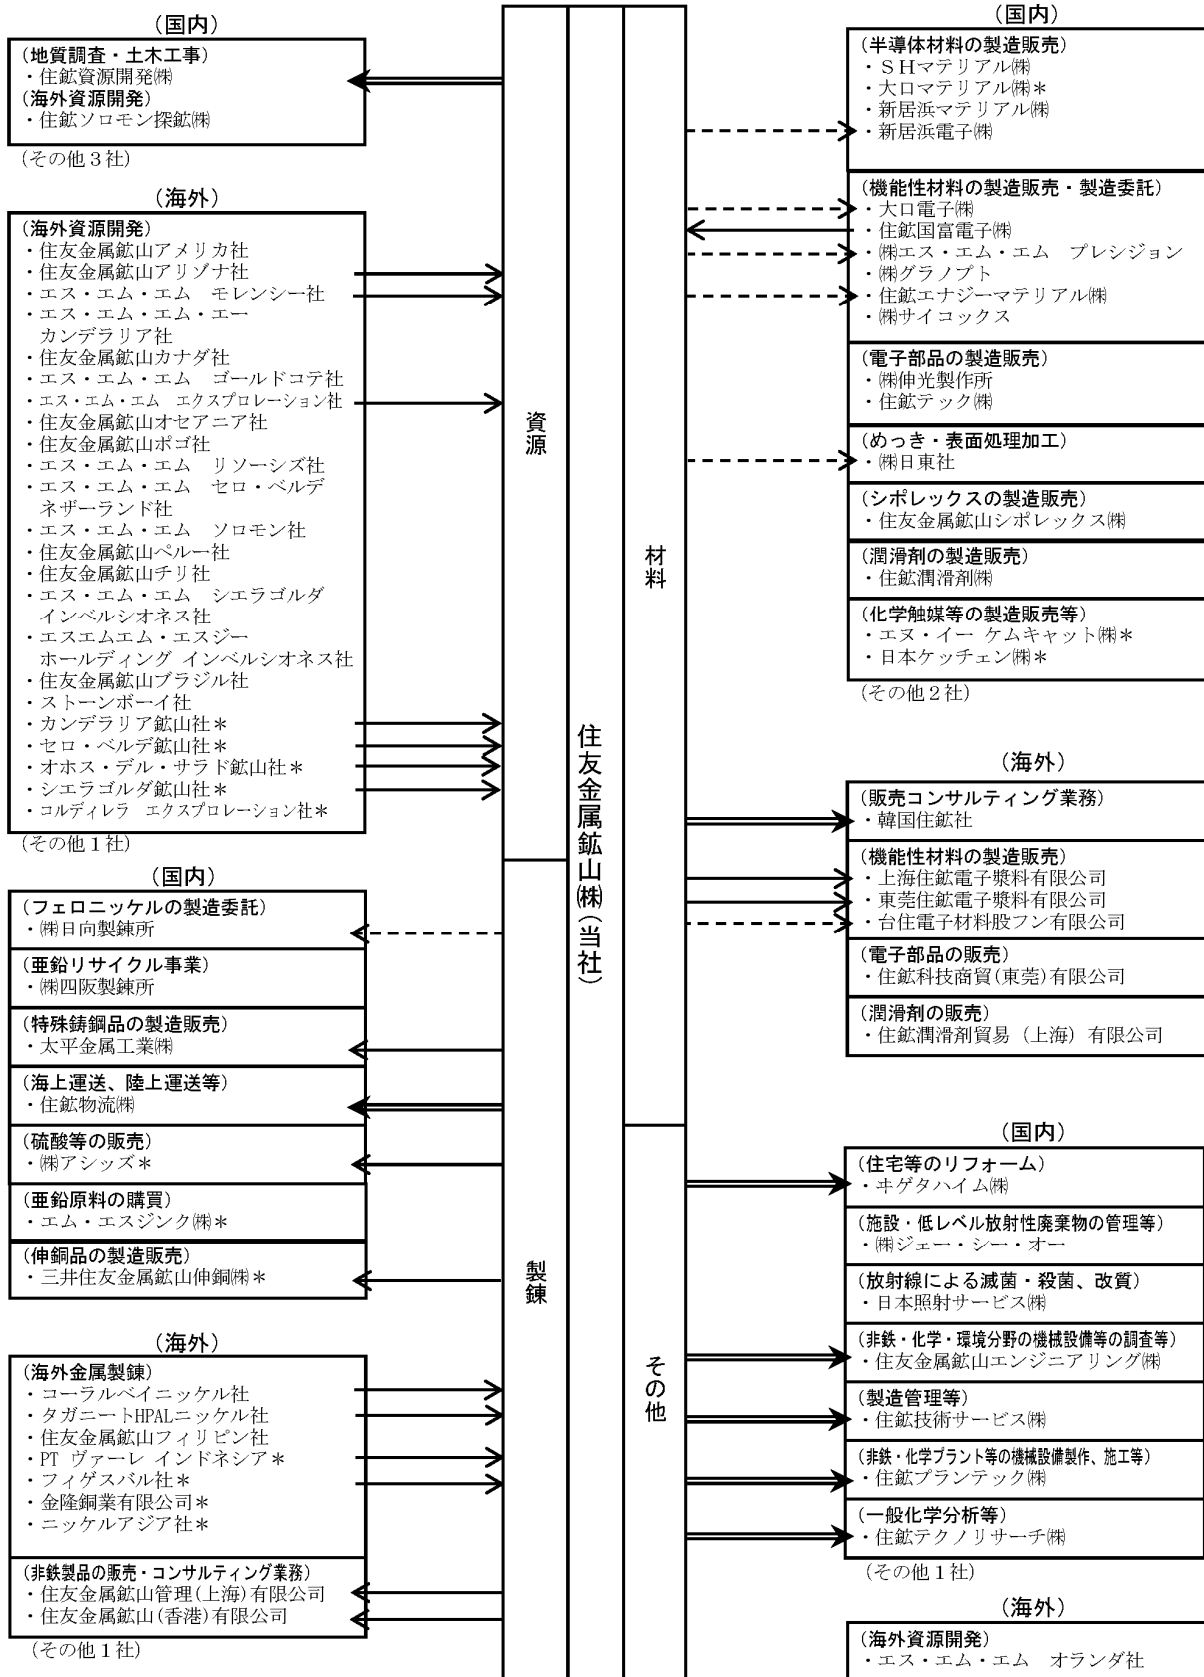 (国内)
(地質調査・土木工事)
・住鉱資源開発㈱
(海外資源開発)
・住鉱ソロモン探鉱㈱
(その他３社)
(海外)
(海外資源開発)
・住友金属鉱山アメリカ社
・住友金属鉱山アリゾナ社
・エス・エム・エム　モレンシー社
・エス・エム・エム・エー
カンデラリア社
・住友金属鉱山カナダ社
・エス・エム・エム　ゴールドコテ社
・エス・エム・エム　エクスプロレーション社
・住友金属鉱山オセアニア社
・住友金属鉱山ポゴ社
・エス・エム・エム　リソーシズ社
・エス・エム・エム　セロ・ベルデ
ネザーランド社
・エス・エム・エム　ソロモン社
・住友金属鉱山ペルー社
・住友金属鉱山チリ社
・エス・エム・エム　シエラゴルダ
インベルシオネス社
・エスエムエム・エスジー
ホールディング インベルシオネス社
・住友金属鉱山ブラジル社
・ストーンボーイ社
・カンデラリア鉱山社＊
・セロ・ベルデ鉱山社＊
・オホス・デル・サラド鉱山社＊
・シエラゴルダ鉱山社＊
・コルディレラ　エクスプロレーション社＊
(その他１社)
(国内)
(フェロニッケルの製造委託)
・㈱日向製錬所
(亜鉛リサイクル事業)
・㈱四阪製錬所
(特殊鋳鋼品の製造販売)
・太平金属工業㈱
(海上運送、陸上運送等)
・住鉱物流㈱
(硫酸等の販売)
・㈱アシッズ＊
(亜鉛原料の購買)
・エム・エスジンク㈱＊
(伸銅品の製造販売)
・三井住友金属鉱山伸銅㈱＊
(海外)
(海外金属製錬)
・コーラルベイニッケル社
・タガニートHPALニッケル社
・住友金属鉱山フィリピン社
・PT ヴァーレ インドネシア＊
・フィゲスバル社＊
・金隆銅業有限公司＊
・ニッケルアジア社＊
(非鉄製品の販売・コンサルティング業務)
・住友金属鉱山管理(上海)有限公司
・住友金属鉱山(香港)有限公司
(その他１社)
資源
製錬
住友金属鉱山㈱(当社)
材料
その他
(国内)
(半導体材料の製造販売)
・ＳＨマテリアル㈱
・大口マテリアル㈱＊
・新居浜マテリアル㈱
・新居浜電子㈱
(機能性材料の製造販売・製造委託)
・大口電子㈱
・住鉱国富電子㈱
・㈱エス・エム・エム　プレシジョン
・㈱グラノプト
・住鉱エナジーマテリアル㈱
・㈱サイコックス
(電子部品の製造販売)
・㈱伸光製作所
・住鉱テック㈱
(めっき・表面処理加工)
・㈱日東社
(シポレックスの製造販売)
・住友金属鉱山シポレックス㈱
(潤滑剤の製造販売)
・住鉱潤滑剤㈱
(化学触媒等の製造販売等)
・エヌ・イー ケムキャット㈱＊
・日本ケッチェン㈱＊
(その他２社)
(海外)
(販売コンサルティング業務)
・韓国住鉱社
(機能性材料の製造販売)
・上海住鉱電子漿料有限公司
・東莞住鉱電子漿料有限公司
・台住電子材料股フン有限公司
(電子部品の販売)
・住鉱科技商貿(東莞)有限公司
(潤滑剤の販売)
・住鉱潤滑剤貿易（上海）有限公司
(国内)
(住宅等のリフォーム)
・ヰゲタハイム㈱
(施設・低レベル放射性廃棄物の管理等)
・㈱ジェー・シー・オー
(放射線による滅菌・殺菌、改質)
・日本照射サービス㈱
(非鉄・化学・環境分野の機械設備等の調査等)
・住友金属鉱山エンジニアリング㈱
(製造管理等)
・住鉱技術サービス㈱
(非鉄・化学プラント等の機械設備製作、施工等)
・住鉱プランテック㈱
(一般化学分析等)
・住鉱テクノリサーチ㈱
(その他１社)
(海外)
(海外資源開発)
・エス・エム・エム　オランダ社